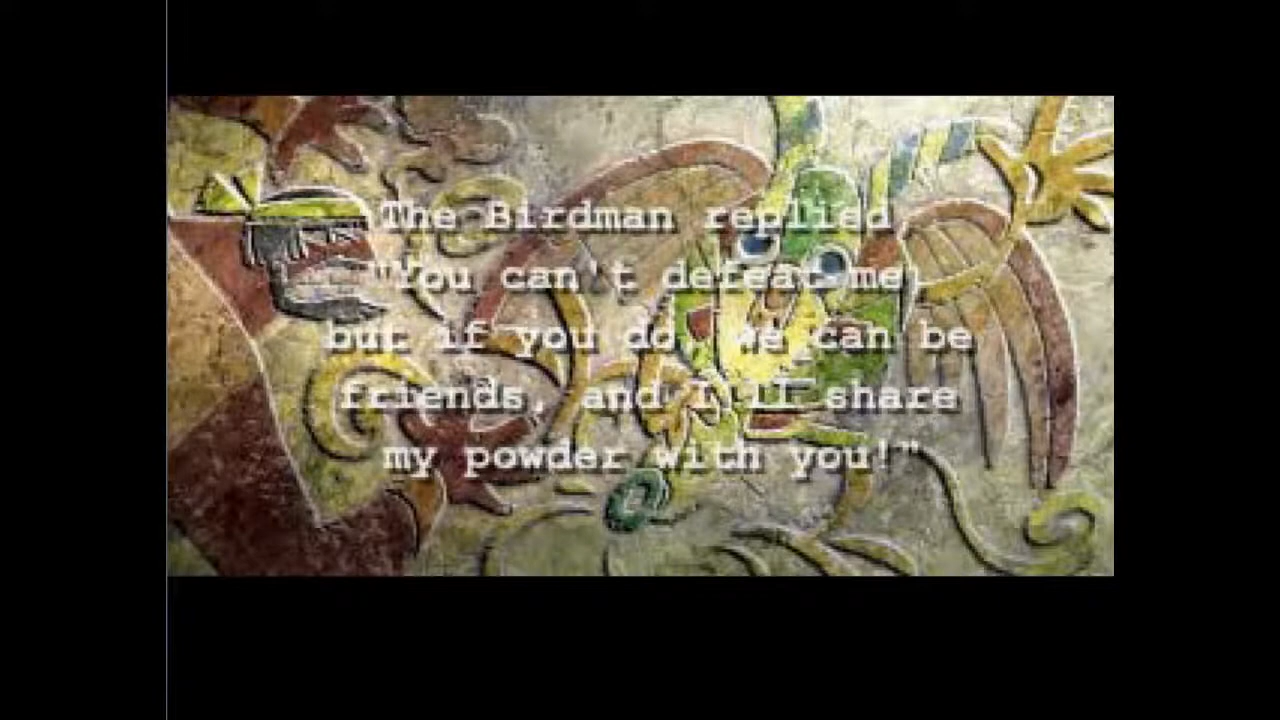 The Birdman replied
"You can't defeat me,
but if you do, we can be
friends, and I'll share
my powder with you!"